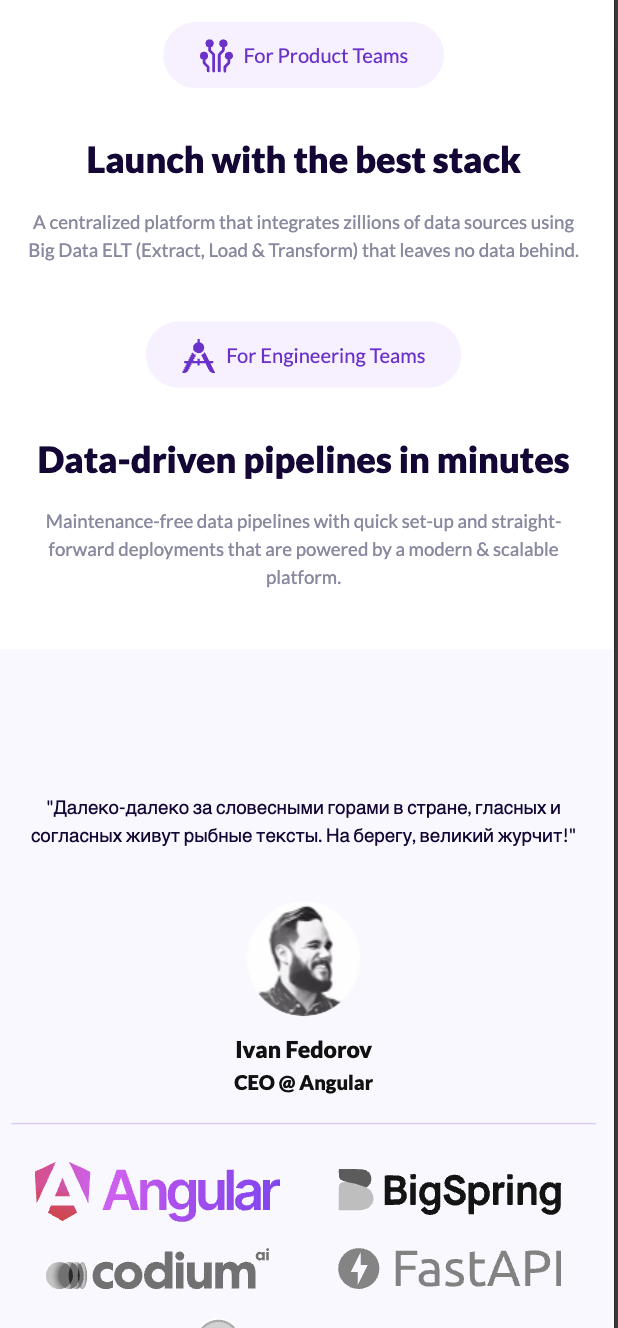 For Product Teams
Launch with the best stack
A centralized platform that integrates zillions of data sources using
Big Data ELT (Extract, Load & Transform) that leaves no data behind.
For Engineering Teams
Data-driven pipelines in minutes
Maintenance-free data pipelines with quick set-up and straight-
forward deployments that are powered by a modern & scalable
platform.
"Далеко-далеко за словесными горами в стране, гласных и
согласных живут рыбные тексты. На берегу, великий журчит!"
Ivan Fedorov
CEO @ Angular
Angular
BigSpring
codium ai
FastAPI